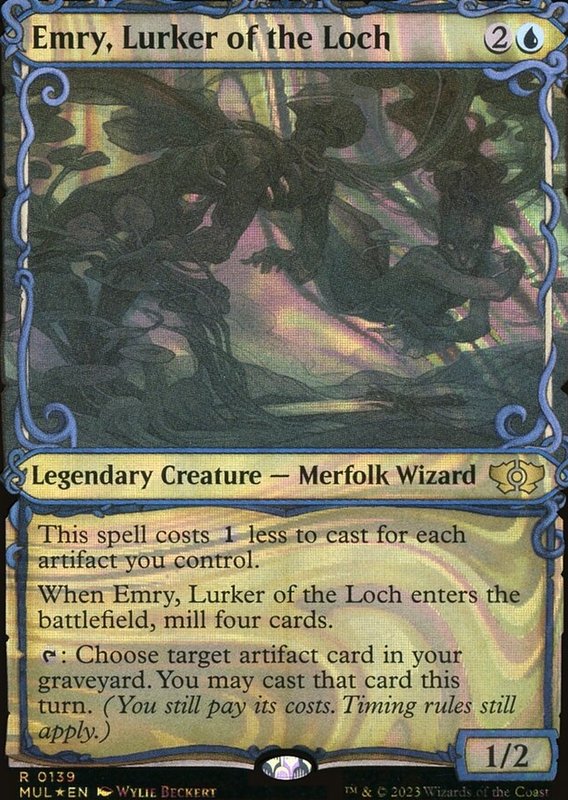 Emry, Lurker of the Loch 2
Legendary Creature — Merfolk Wizard
This spell costs 1 less to cast for each
artifact you control.
When Emry, Lurker of the Loch enters the
battlefield, mill four cards.
: Choose target artifact card in your
graveyard. You may cast that card this
turn. (You still pay its costs. Timing rules still
apply.)
1/2
R 0139
MUL★EN Wylie Beckert ™ & © 2023 Wizards of the Coast